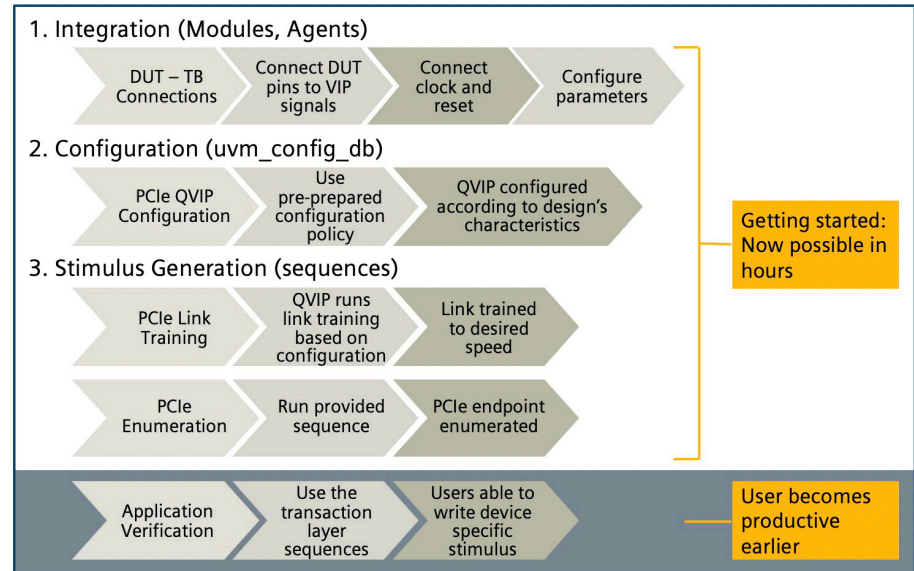 1. Integration (Modules, Agents)
DUT – TB
Connections
Connect DUT
pins to VIP
signals
Connect
clock and
reset
Configure
parameters
2. Configuration (uvm_config_db)
PCIe QVIP
Configuration
Use
pre-prepared
configuration
policy
QVIP configured
according to design's
characteristics
Getting started:
Now possible in
hours
3. Stimulus Generation (sequences)
PCIe Link
Training
QVIP runs
link training
based on
configuration
Link trained
to desired
speed
PCIe
Enumeration
Run provided
sequence
PCIe endpoint
enumerated
Application
Verification
Use the
transaction
layer
sequences
Users able to
write device
specific
stimulus
User becomes
productive
earlier